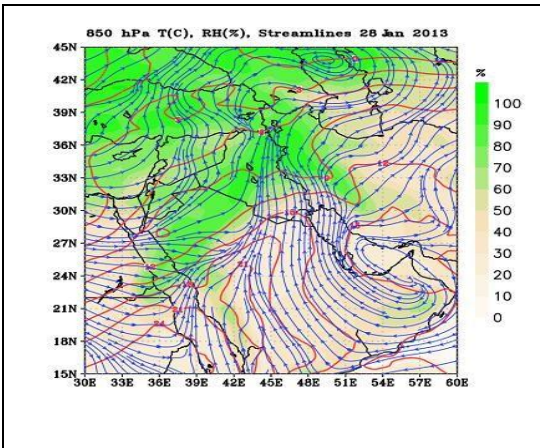 850 hPa T(C), RH(%), Streamlines 28 Jan 2013
45N
42N
39N
36N
33N
30N
27N
24N
21N
18N
15N
30E 33E 36E 39E 42E 45E 48E 51E 54E 57E 60E
%
100
90
80
70
60
50
40
30
20
10
0